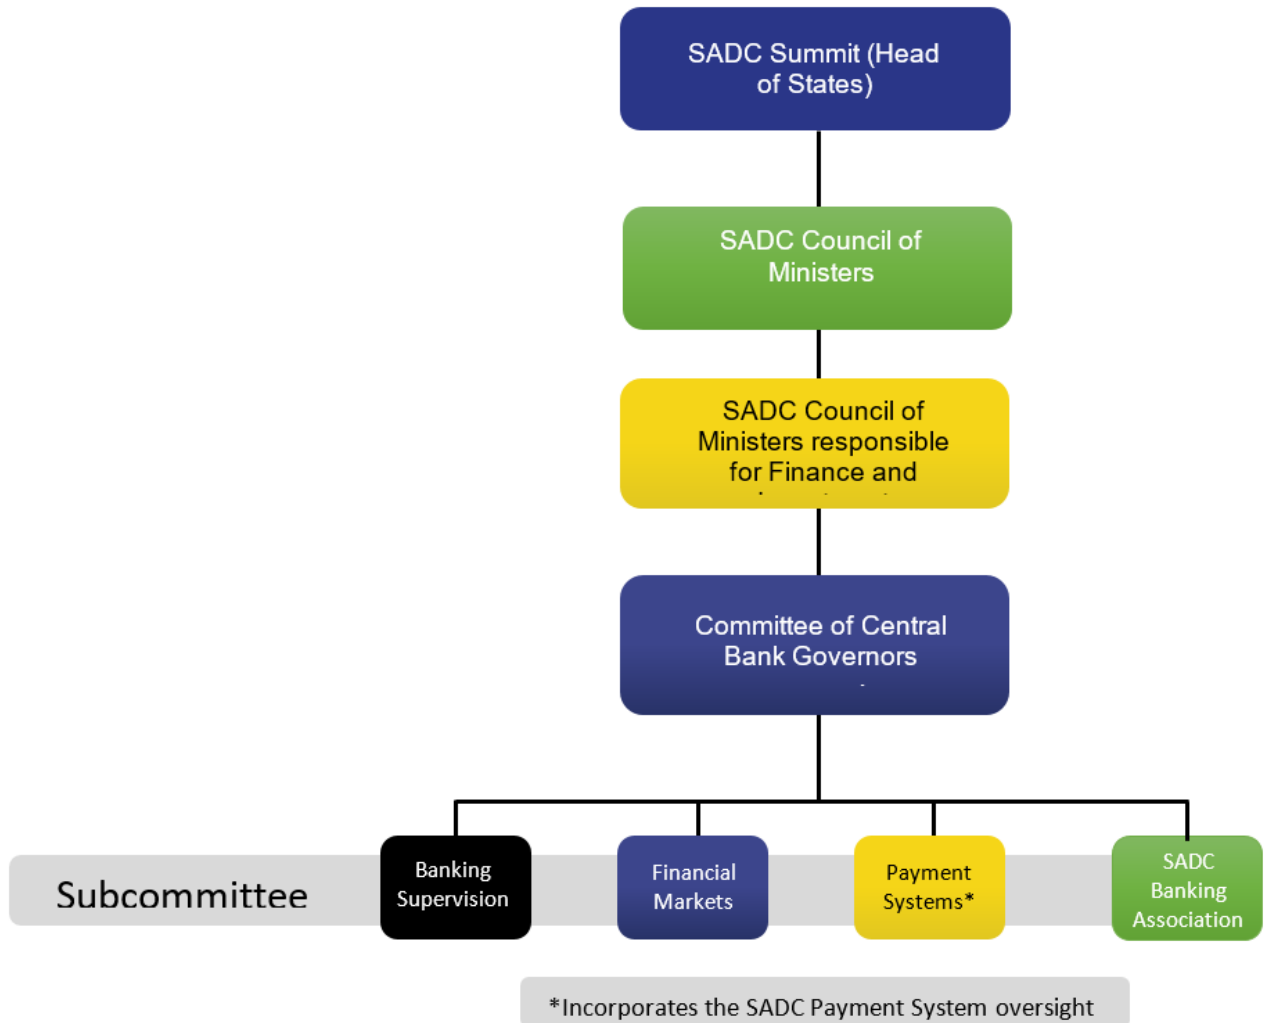 SADC Summit (Head
of States)
SADC Council of
Ministers
SADC Council of
Ministers responsible
for Finance and
Committee of Central
Bank Governors
Subcommittee
Banking
Supervision
Financial
Markets
Payment
Systems*
SADC
Banking
Association
*Incorporates the SADC Payment System oversight